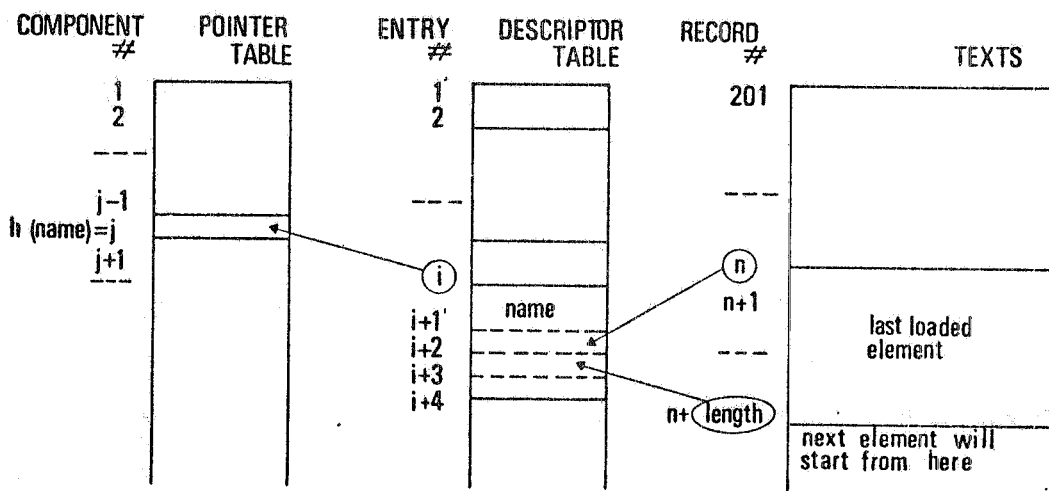 COMPONENT #
POINTER TABLE
ENTRY #
DESCRIPTOR TABLE
RECORD #
TEXTS
1
2
---
j-1
h (name)=j
j+1
---
1
2
---
i
name
i+1
i+2
i+3
i+4
201
---
n
n+1
---
n+ length
last loaded
element
next element will
start from here